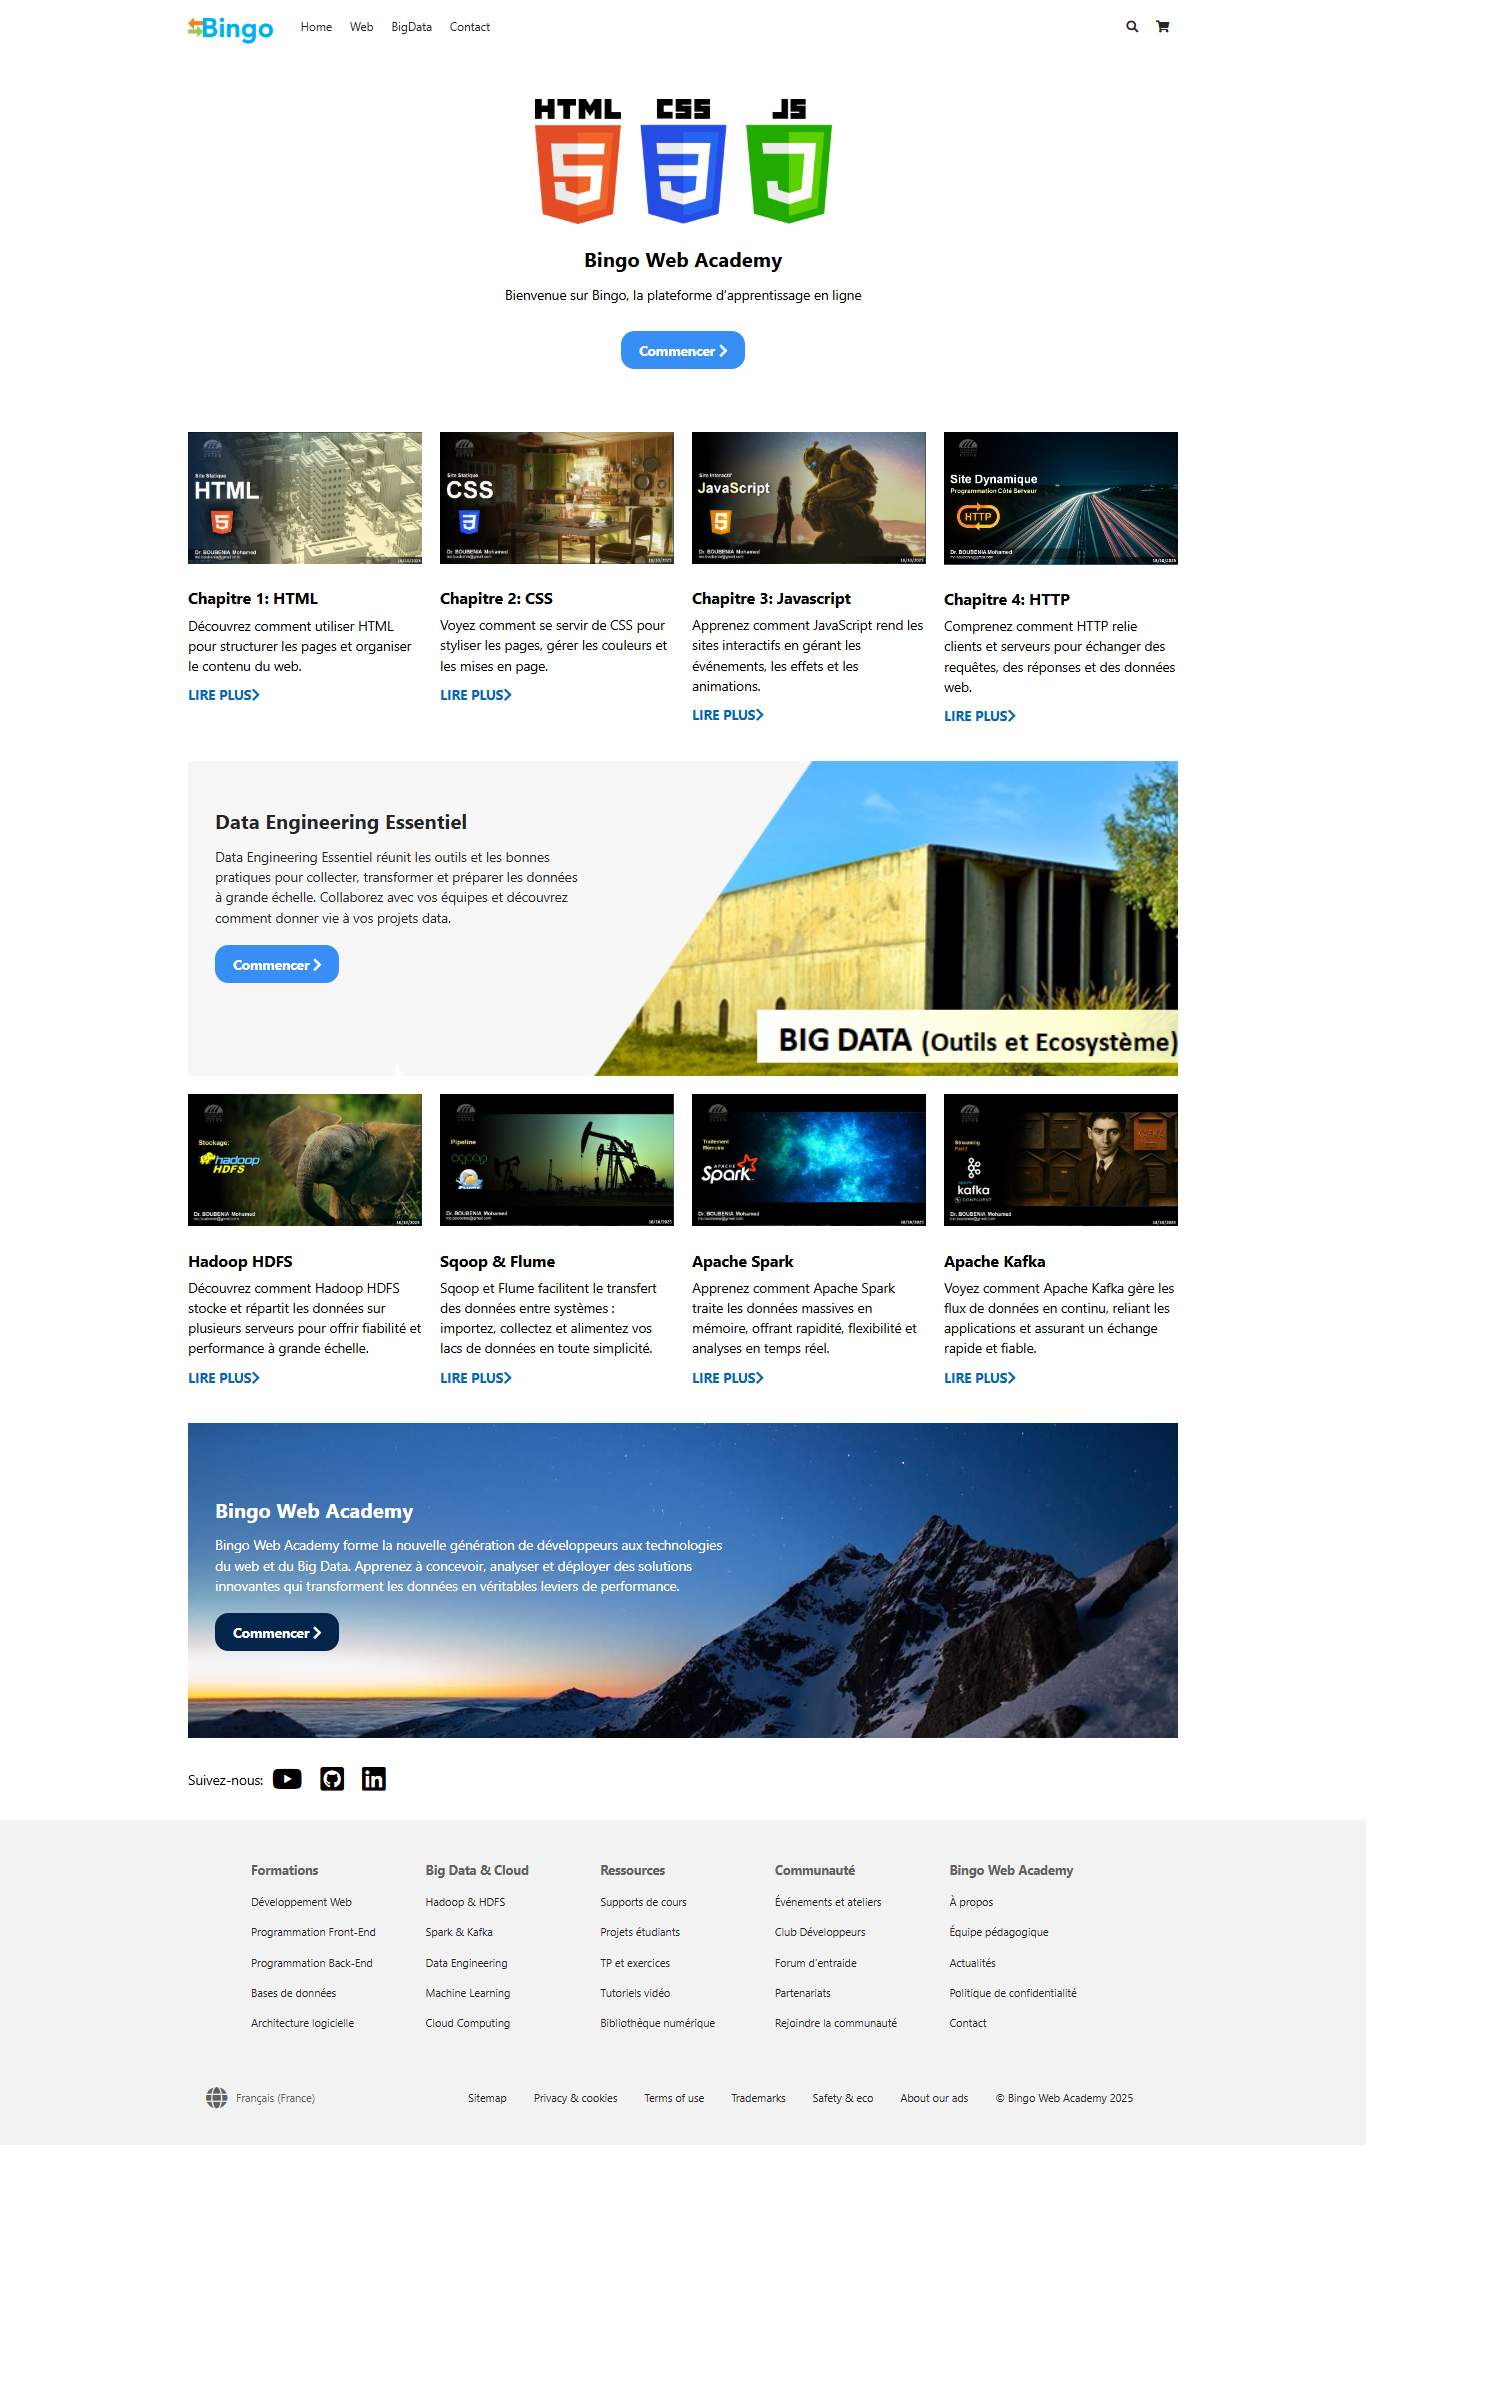 Bingo
Home Web BigData Contact
HTML CSS JS
Bingo Web Academy
Bienvenue sur Bingo, la plateforme d'apprentissage en ligne
Commencer
Site Statique
HTML
Dr. BOUBENIA Mohamed
Site Statique
CSS
Dr. BOUBENIA Mohamed
Site Interactif
JavaScript
Dr. BOUBENIA Mohamed
Site Dynamique
Programmation Côté Serveur
HTTP
Dr. BOUBENIA Mohamed
Chapitre 1: HTML
Découvrez comment utiliser HTML
pour structurer les pages et organiser
le contenu du web.
LIRE PLUS
Chapitre 2: CSS
Voyez comment se servir de CSS pour
styliser les pages, gérer les couleurs et
les mises en page.
LIRE PLUS
Chapitre 3: Javascript
Apprenez comment JavaScript rend les
sites interactifs en gérant les
événements, les effets et les
animations.
LIRE PLUS
Chapitre 4: HTTP
Comprenez comment HTTP relie
clients et serveurs pour échanger des
requêtes, des réponses et des données
web.
LIRE PLUS
Data Engineering Essentiel
Data Engineering Essentiel réunit les outils et les bonnes
pratiques pour collecter, transformer et préparer les données
à grande échelle. Collaborez avec vos équipes et découvrez
comment donner vie à vos projets data.
Commencer
BIG DATA (Outils et Ecosystème)
Stockage:
hadoop
HDFS
Dr. BOUBENIA Mohamed
Pipeline
sqoop
Flume
Dr. BOUBENIA Mohamed
Traitement
Mémoire
APACHE
Spark
Dr. BOUBENIA Mohamed
Streaming
Part 2
kafka
CONFLUENT
KAFKA
Dr. BOUBENIA Mohamed
Hadoop HDFS
Découvrez comment Hadoop HDFS
stocke et répartit les données sur
plusieurs serveurs pour offrir fiabilité et
performance à grande échelle.
LIRE PLUS
Sqoop & Flume
Sqoop et Flume facilitent le transfert
des données entre systèmes :
importez, collectez et alimentez vos
lacs de données en toute simplicité.
LIRE PLUS
Apache Spark
Apprenez comment Apache Spark
traite les données massives en
mémoire, offrant rapidité, flexibilité et
analyses en temps réel.
LIRE PLUS
Apache Kafka
Voyez comment Apache Kafka gère les
flux de données en continu, reliant les
applications et assurant un échange
rapide et fiable.
LIRE PLUS
Bingo Web Academy
Bingo Web Academy forme la nouvelle génération de développeurs aux technologies
du web et du Big Data. Apprenez à concevoir, analyser et déployer des solutions
innovantes qui transforment les données en véritables leviers de performance.
Commencer
Suivez-nous:
Formations
Développement Web
Programmation Front-End
Programmation Back-End
Bases de données
Architecture logicielle
Big Data & Cloud
Hadoop & HDFS
Spark & Kafka
Data Engineering
Machine Learning
Cloud Computing
Ressources
Supports de cours
Projets étudiants
TP et exercices
Tutoriels vidéo
Bibliothèque numérique
Communauté
Événements et ateliers
Club Développeurs
Forum d'entraide
Partenariats
Rejoindre la communauté
Bingo Web Academy
À propos
Équipe pédagogique
Actualités
Politique de confidentialité
Contact
Français (France) Sitemap Privacy & cookies Terms of use Trademarks Safety & eco About our ads © Bingo Web Academy 2025